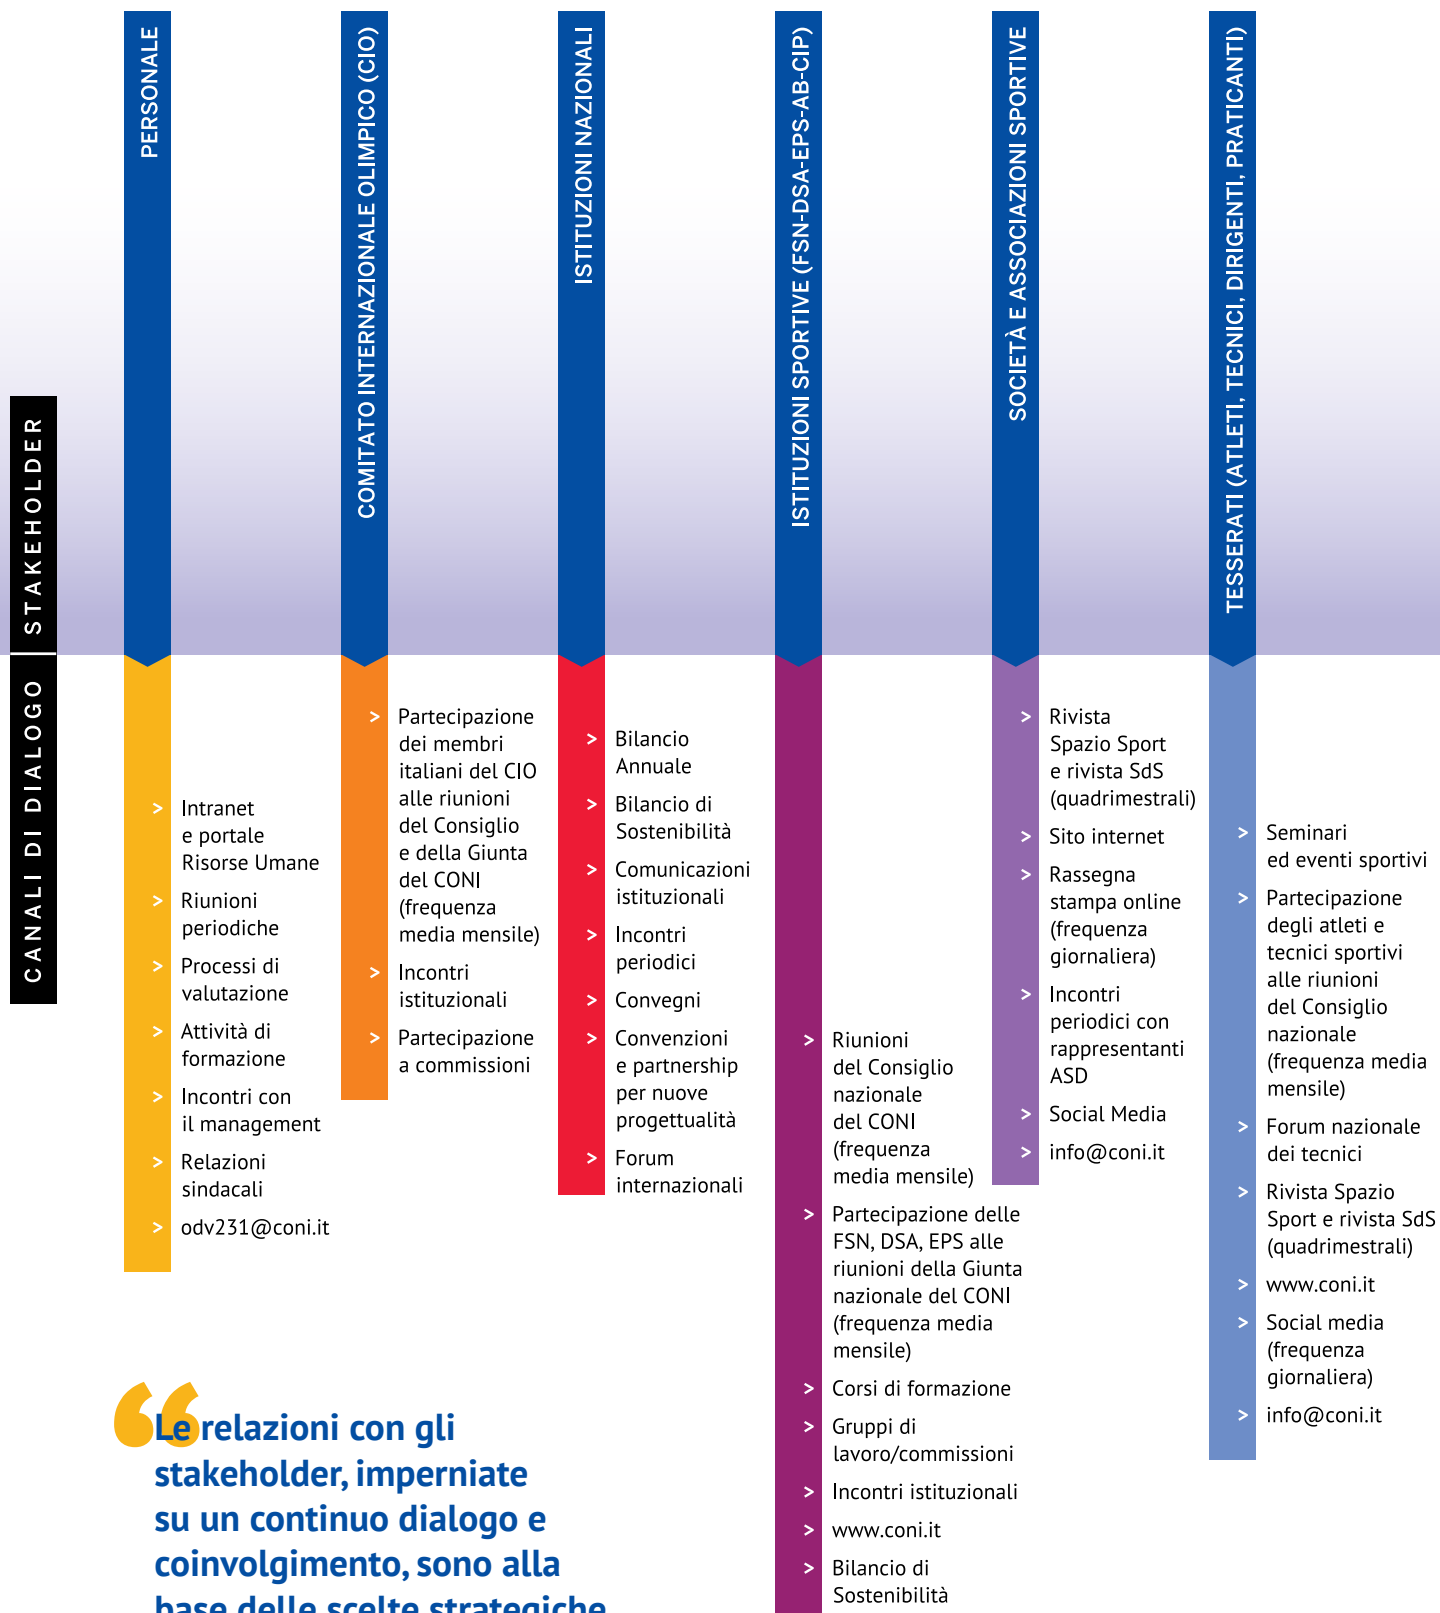 STAKEHOLDER
PERSONALE
COMITATO INTERNAZIONALE OLIMPICO (CIO)
ISTITUZIONI NAZIONALI
ISTITUZIONI SPORTIVE (FSN-DSA-EPS-AB-CIP)
SOCIETÀ E ASSOCIAZIONI SPORTIVE
TESSERATI (ATLETI, TECNICI, DIRIGENTI, PRATICANTI)
CANALI DI DIALOGO
> Intranet
e portale
Risorse Umane
> Riunioni
periodiche
> Processi di
valutazione
> Attività di
formazione
> Incontri con
il management
> Relazioni
sindacali
> odv231@coni.it
> Partecipazione
dei membri
italiani del CIO
alle riunioni
del Consiglio
e della Giunta
del CONI
(frequenza
media mensile)
> Incontri
istituzionali
> Partecipazione
a commissioni
> Bilancio
Annuale
> Bilancio di
Sostenibilità
> Comunicazioni
istituzionali
> Incontri
periodici
> Convegni
> Convenzioni
e partnership
per nuove
progettualità
> Forum
internazionali
> Riunioni
del Consiglio
nazionale
del CONI
(frequenza
media mensile)
> Partecipazione delle
FSN, DSA, EPS alle
riunioni della Giunta
nazionale del CONI
(frequenza media
mensile)
> Corsi di formazione
> Gruppi di
lavoro/commissioni
> Incontri istituzionali
> www.coni.it
> Bilancio di
Sostenibilità
> Rivista
Spazio Sport
e rivista SdS
(quadrimestrali)
> Sito internet
> Rassegna
stampa online
(frequenza
giornaliera)
> Incontri
periodici con
rappresentanti
ASD
> Social Media
> info@coni.it
> Seminari
ed eventi sportivi
> Partecipazione
degli atleti e
tecnici sportivi
alle riunioni
del Consiglio
nazionale
(frequenza media
mensile)
> Forum nazionale
dei tecnici
> Rivista Spazio
Sport e rivista SdS
(quadrimestrali)
> www.coni.it
> Social media
(frequenza
giornaliera)
> info@coni.it
“Le relazioni con gli
stakeholder, imperniate
su un continuo dialogo e
coinvolgimento, sono alla
base delle scelte strategiche